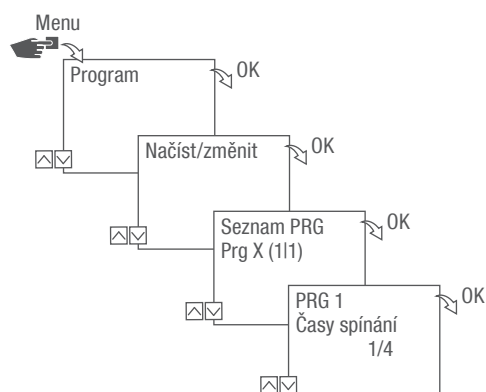 Menu
Program
OK
Načíst/změnit
OK
Seznam PRG
Prg X (1|1)
OK
PRG 1
Časy spínání
1/4
OK